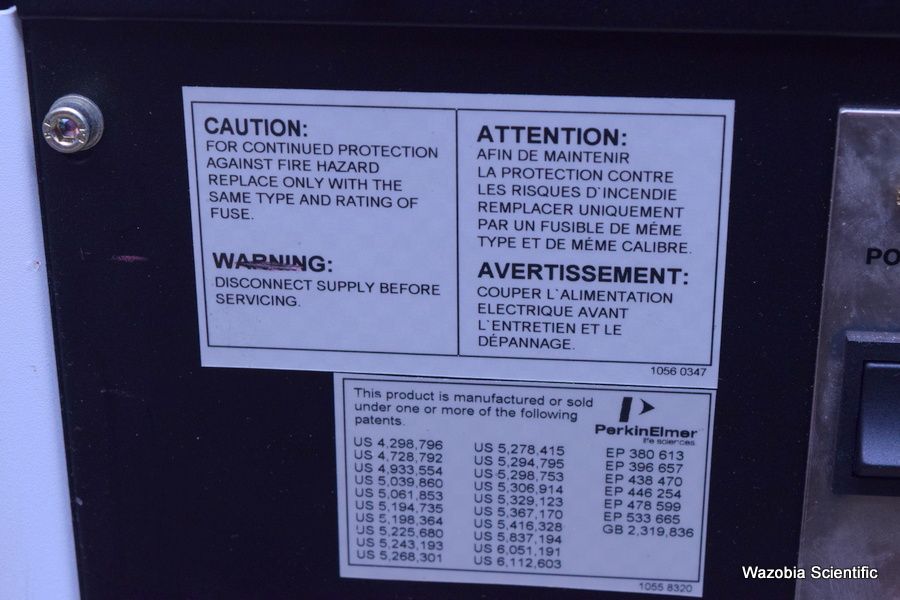 CAUTION:
FOR CONTINUED PROTECTION
AGAINST FIRE HAZARD
REPLACE ONLY WITH THE
SAME TYPE AND RATING OF
FUSE.
WARNING:
DISCONNECT SUPPLY BEFORE
SERVICING.
ATTENTION:
AFIN DE MAINTENIR
LA PROTECTION CONTRE
LES RISQUES D`INCENDIE
REMPLACER UNIQUEMENT
PAR UN FUSIBLE DE MÉME
TYPE ET DE MÉME CALIBRE.
AVERTISSEMENT:
COUPER L`ALIMENTATION
ELECTRIQUE AVANT
L`ENTRETIEN ET LE
DÉPANNAGE.
1056 0347
This product is manufactured or sold
under one or more of the following
patents.
PerkinElmer
life sciences
US 4,298,796
US 4,728,792
US 4,933,554
US 5,039,860
US 5,061,853
US 5,194,735
US 5,198,364
US 5,225,680
US 5,243,193
US 5,268,301
US 5,278,415
US 5,294,795
US 5,298,753
US 5,306,914
US 5,329,123
US 5,367,170
US 5,416,328
US 5,837,194
US 6,051,191
US 6,112,603
EP 380 613
EP 396 657
EP 438 470
EP 446 254
EP 478 599
EP 533 665
GB 2,319,836
1055 8320
PO
Wazobia Scientific